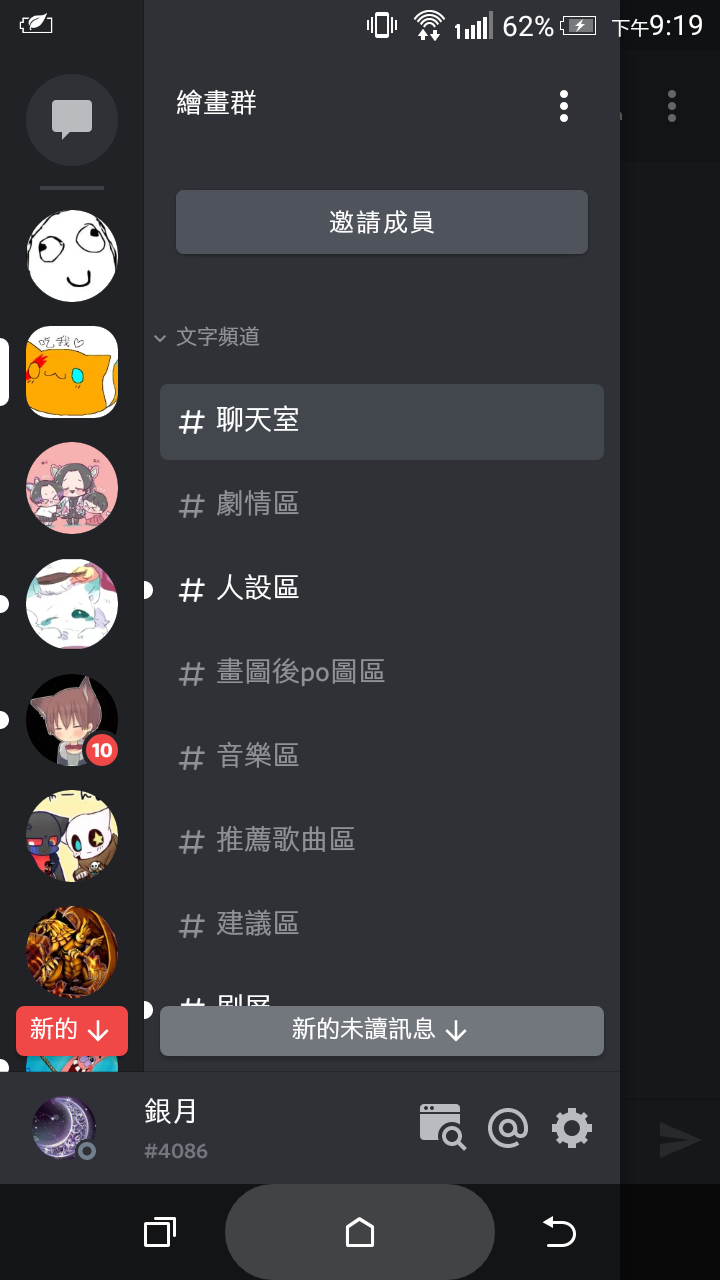 62%
下午9:19
繪畫群
邀請成員
文字頻道
吃我♡
# 聊天室
# 劇情區
# 人設區
# 畫圖後po圖區
# 音樂區
10
# 推薦歌曲區
# 建議區
新的 ↓
新的未讀訊息 ↓
銀月
#4086